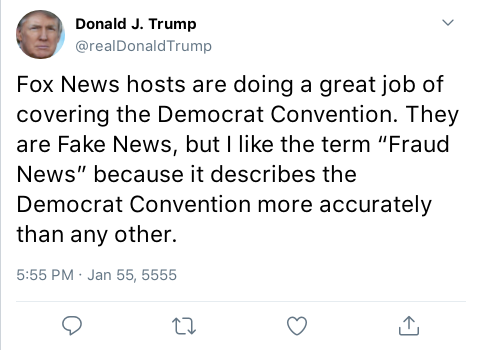 Donald J. Trump
@realDonaldTrump
Fox News hosts are doing a great job of
covering the Democrat Convention. They
are Fake News, but I like the term “Fraud
News” because it describes the
Democrat Convention more accurately
than any other.
5:55 PM · Jan 55, 5555